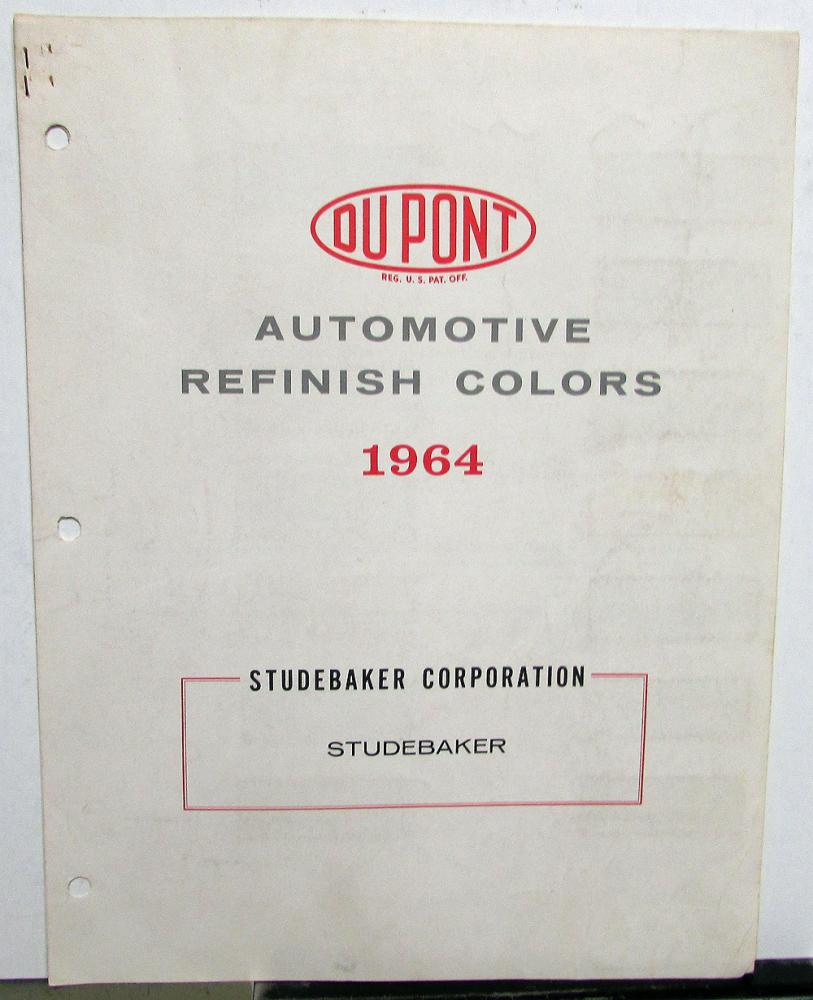 DU PONT
REG. U. S. PAT. OFF.
AUTOMOTIVE
REFINISH COLORS
1964
STUDEBAKER CORPORATION
STUDEBAKER